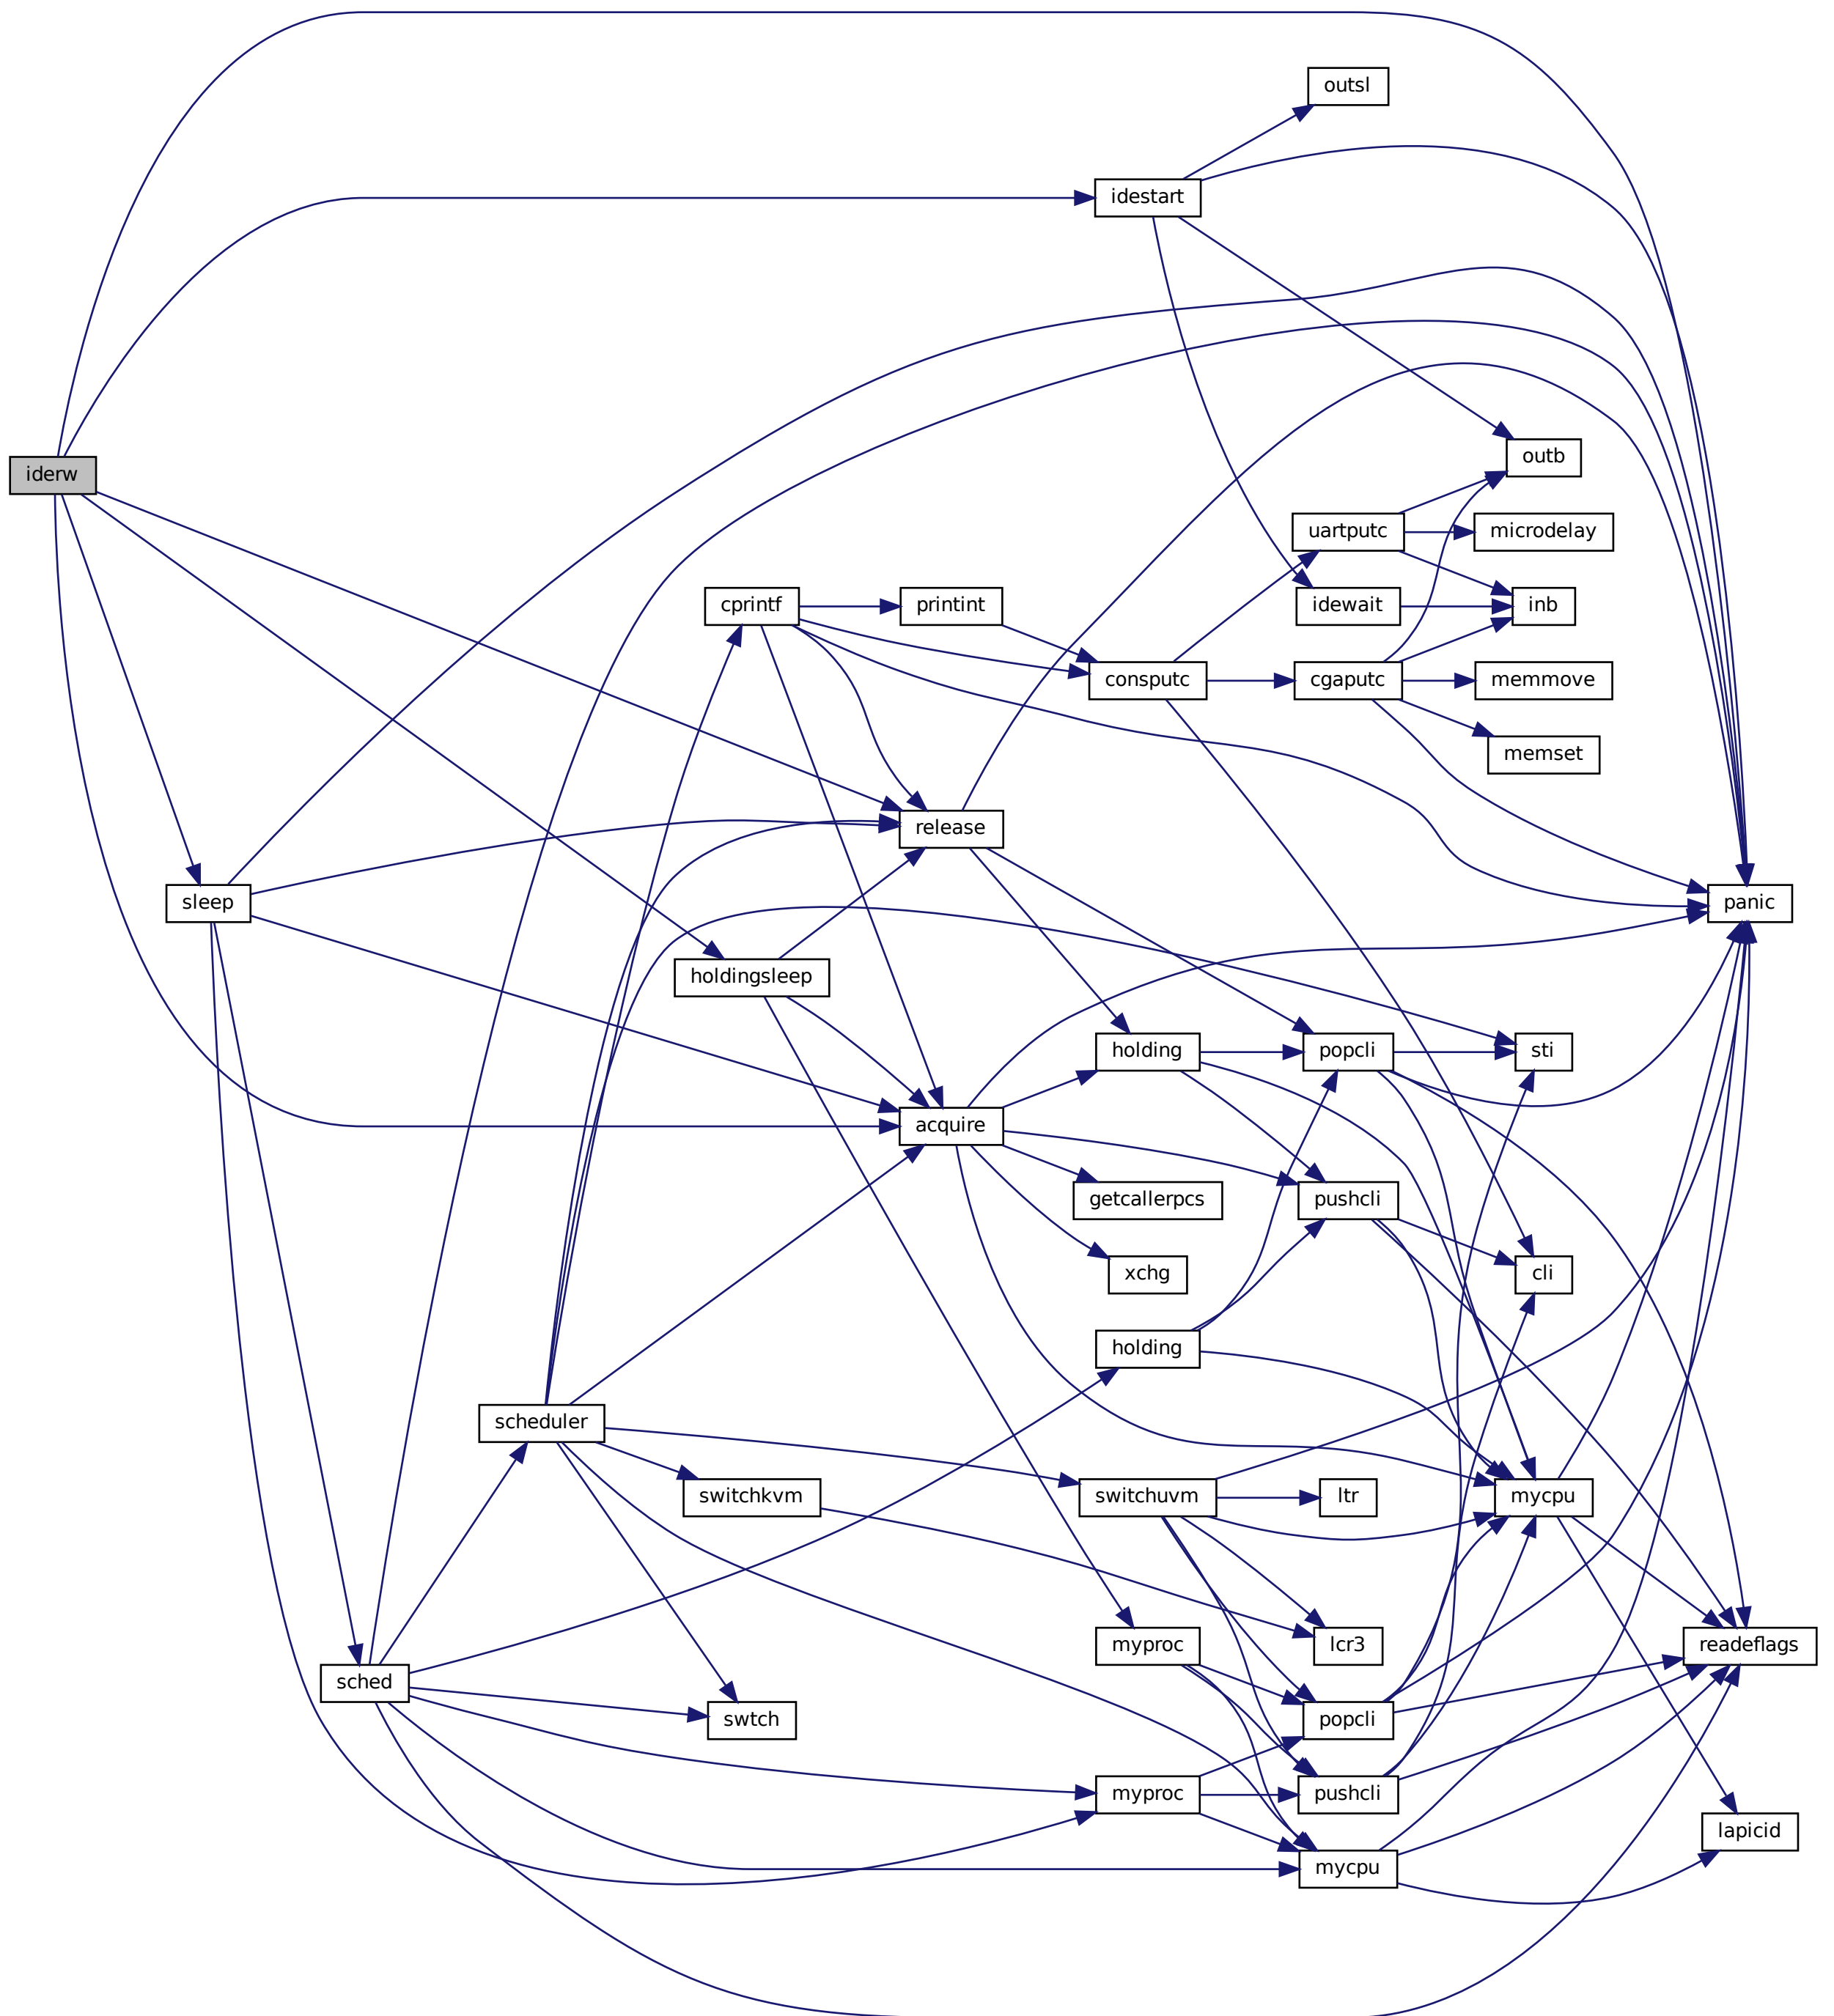 outsl
idestart
outb
iderw
uartputc
microdelay
cprintf
printint
idewait
inb
consputc
cgaputc
memmove
memset
release
sleep
panic
holdingsleep
holding
popcli
sti
acquire
getcallerpcs
pushcli
xchg
cli
holding
scheduler
switchkvm
switchuvm
ltr
mycpu
myproc
lcr3
readeflags
sched
swtch
popcli
myproc
pushcli
lapicid
mycpu